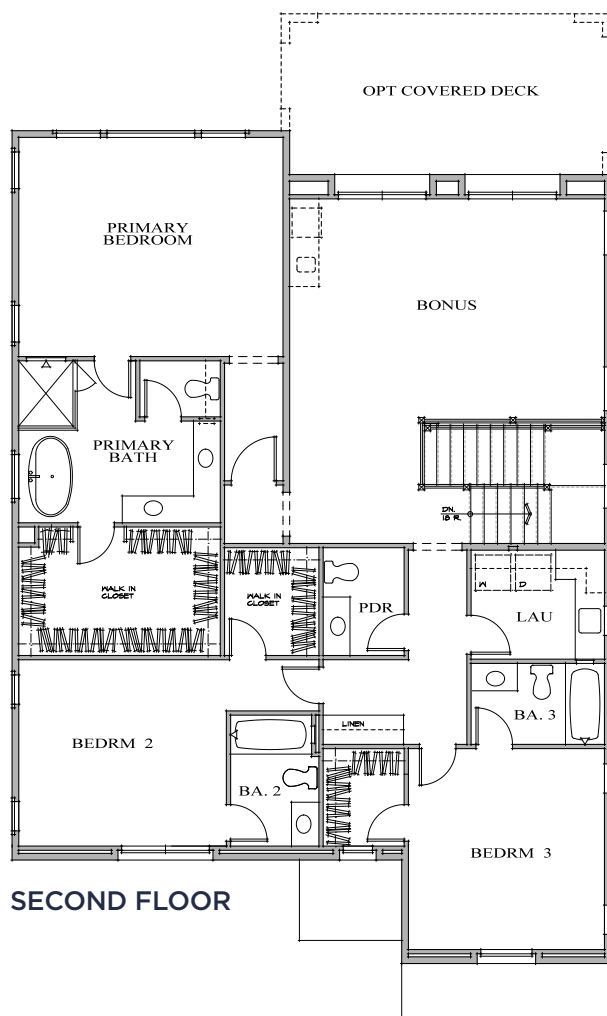 OPT COVERED DECK
PRIMARY
BEDROOM
BONUS
PRIMARY
BATH
DN.
18 R.
WALK IN
CLOSET
WALK IN
CLOSET
PDR
W D
LAU
BA. 3
LINEN
BEDRM 2
BA. 2
BEDRM 3
SECOND FLOOR